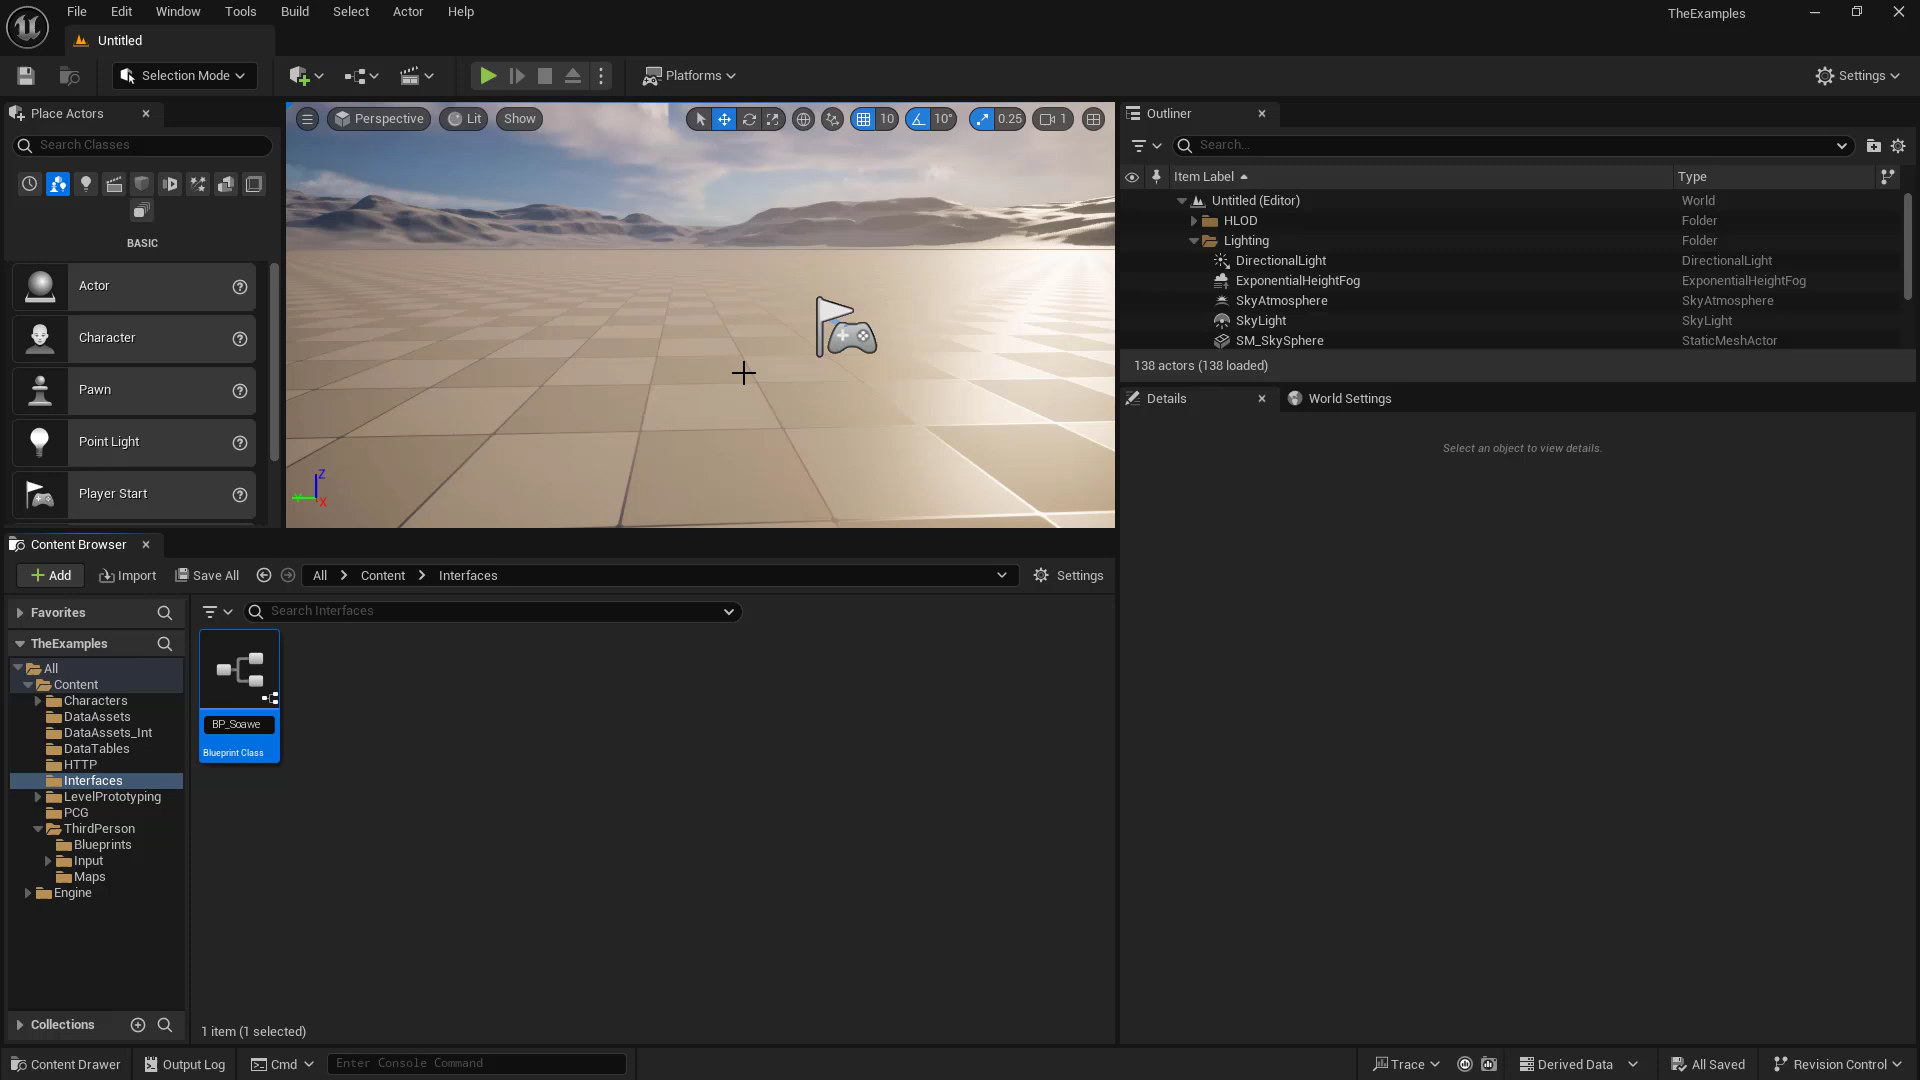 File Edit Window Tools Build Select Actor Help
TheExamples
Untitled
Selection Mode
Platforms
Settings
Place Actors
Search Classes
BASIC
Actor
Character
Pawn
Point Light
Player Start
Perspective
Lit
Show
10
10°
0.25
1
Z
Y
X
Outliner
Search...
Item Label
Type
Untitled (Editor)
World
HLOD
Folder
Lighting
Folder
DirectionalLight
DirectionalLight
ExponentialHeightFog
ExponentialHeightFog
SkyAtmosphere
SkyAtmosphere
SkyLight
SkyLight
SM_SkySphere
StaticMeshActor
138 actors (138 loaded)
Details
World Settings
Select an object to view details.
Content Browser
Add
Import
Save All
All
Content
Interfaces
Settings
Favorites
TheExamples
All
Content
Characters
DataAssets
DataAssets_Int
DataTables
HTTP
Interfaces
LevelPrototyping
PCG
ThirdPerson
Blueprints
Input
Maps
Engine
Collections
Search Interfaces
BP_Soawe
Blueprint Class
1 item (1 selected)
Content Drawer
Output Log
Cmd
Enter Console Command
Trace
Derived Data
All Saved
Revision Control